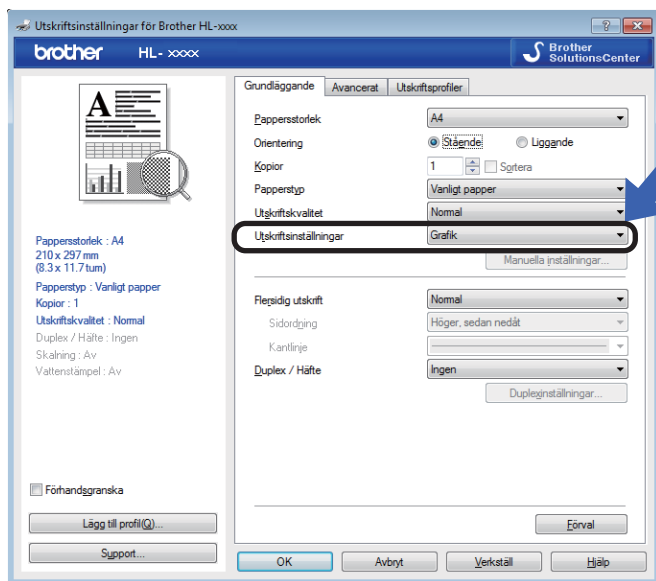 Utskriftsinställningar för Brother HL-xxxx
brother HL- xxxx
Brother
SolutionsCenter
A
Pappersstorlek : A4
210 x 297 mm
(8.3 x 11.7 tum)
Papperstyp : Vanligt papper
Kopior : 1
Utskriftskvalitet : Normal
Duplex / Häfte : Ingen
Skalning : Av
Vattenstämpel : Av
Förhandsgranska
Lägg till profil(Q)...
Support...
Grundläggande Avancerat Utskriftsprofiler
Pappersstorlek A4
Orientering Stående Liggande
Kopior 1 Sortera
Papperstyp Vanligt papper
Utskriftskvalitet Normal
Utskriftsinställningar Grafik
Manuella inställningar...
Flersidig utskrift Normal
Sidordning Höger, sedan nedåt
Kantlinje
Duplex / Häfte Ingen
Duplexinställningar...
Förval
OK Avbryt Verkställ Hjälp